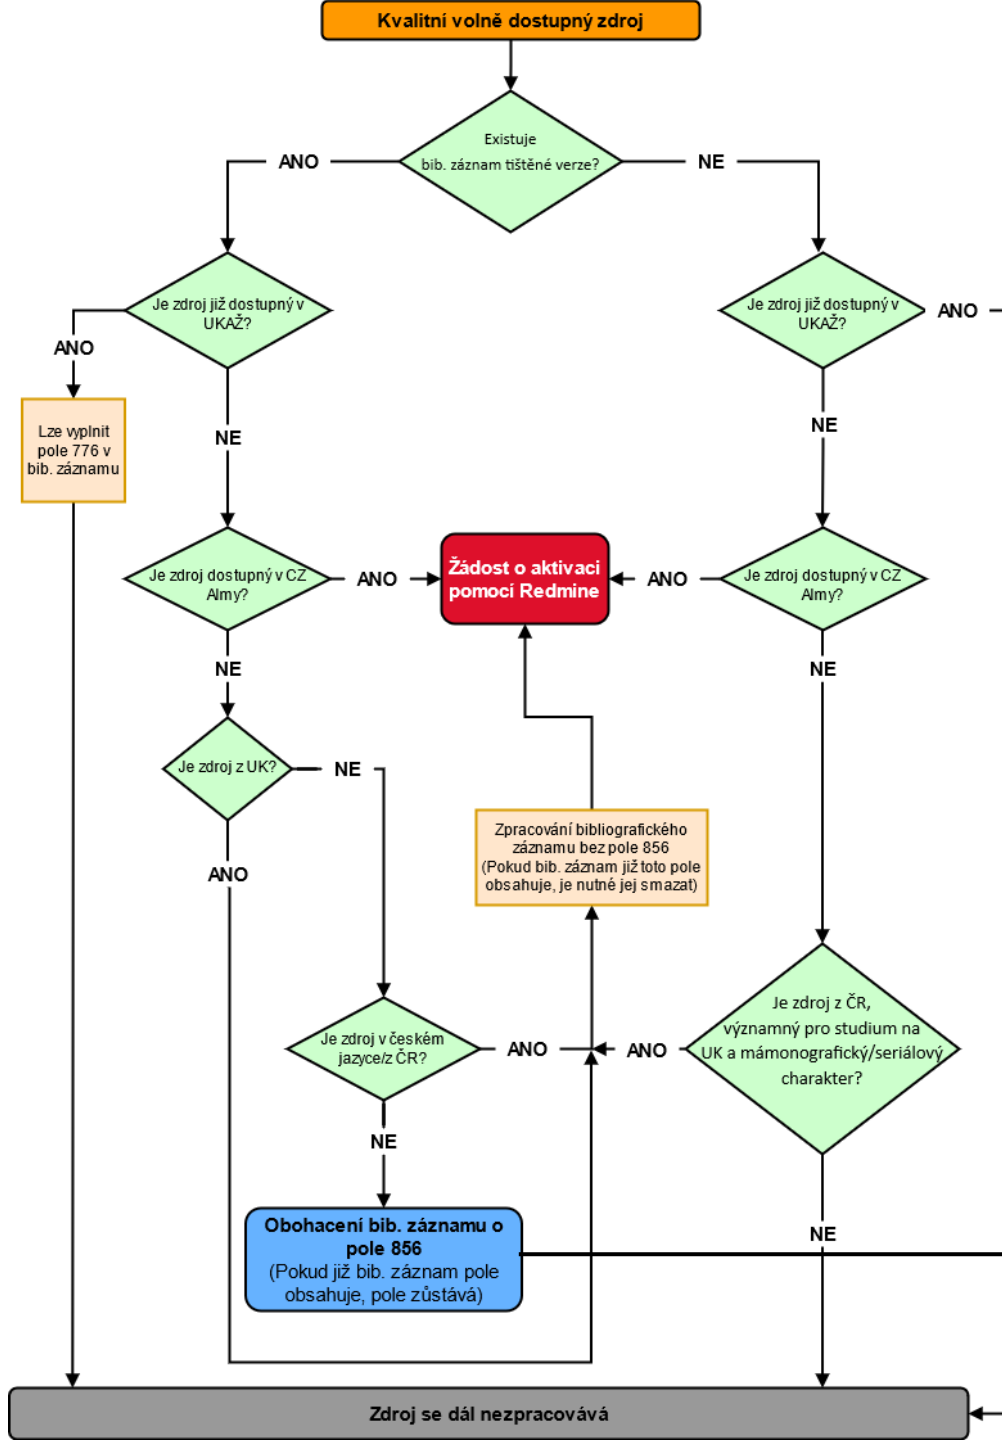 Kvalitní volně dostupný zdroj
Existuje
bib. záznam tištěné verze?
ANO
NE
Je zdroj již dostupný v
UKAŽ?
Je zdroj již dostupný v
UKAŽ?
ANO
ANO
Lze vyplnit
pole 776 v
bib. záznamu
NE
NE
Je zdroj dostupný v CZ
Almy?
ANO
Žádost o aktivaci
pomocí Redmine
ANO
Je zdroj dostupný v CZ
Almy?
NE
NE
Je zdroj z UK?
NE
ANO
Zpracování bibliografického
záznamu bez pole 856
(Pokud bib. záznam již toto pole
obsahuje, je nutné jej smazat)
Je zdroj v českém
jazyce/z ČR?
ANO
ANO
Je zdroj z ČR,
významný pro studium na
UK a mámonografický/seriálový
charakter?
NE
Obohacení bib. záznamu o
pole 856
(Pokud již bib. záznam pole
obsahuje, pole zůstává)
NE
Zdroj se dál nezpracovává